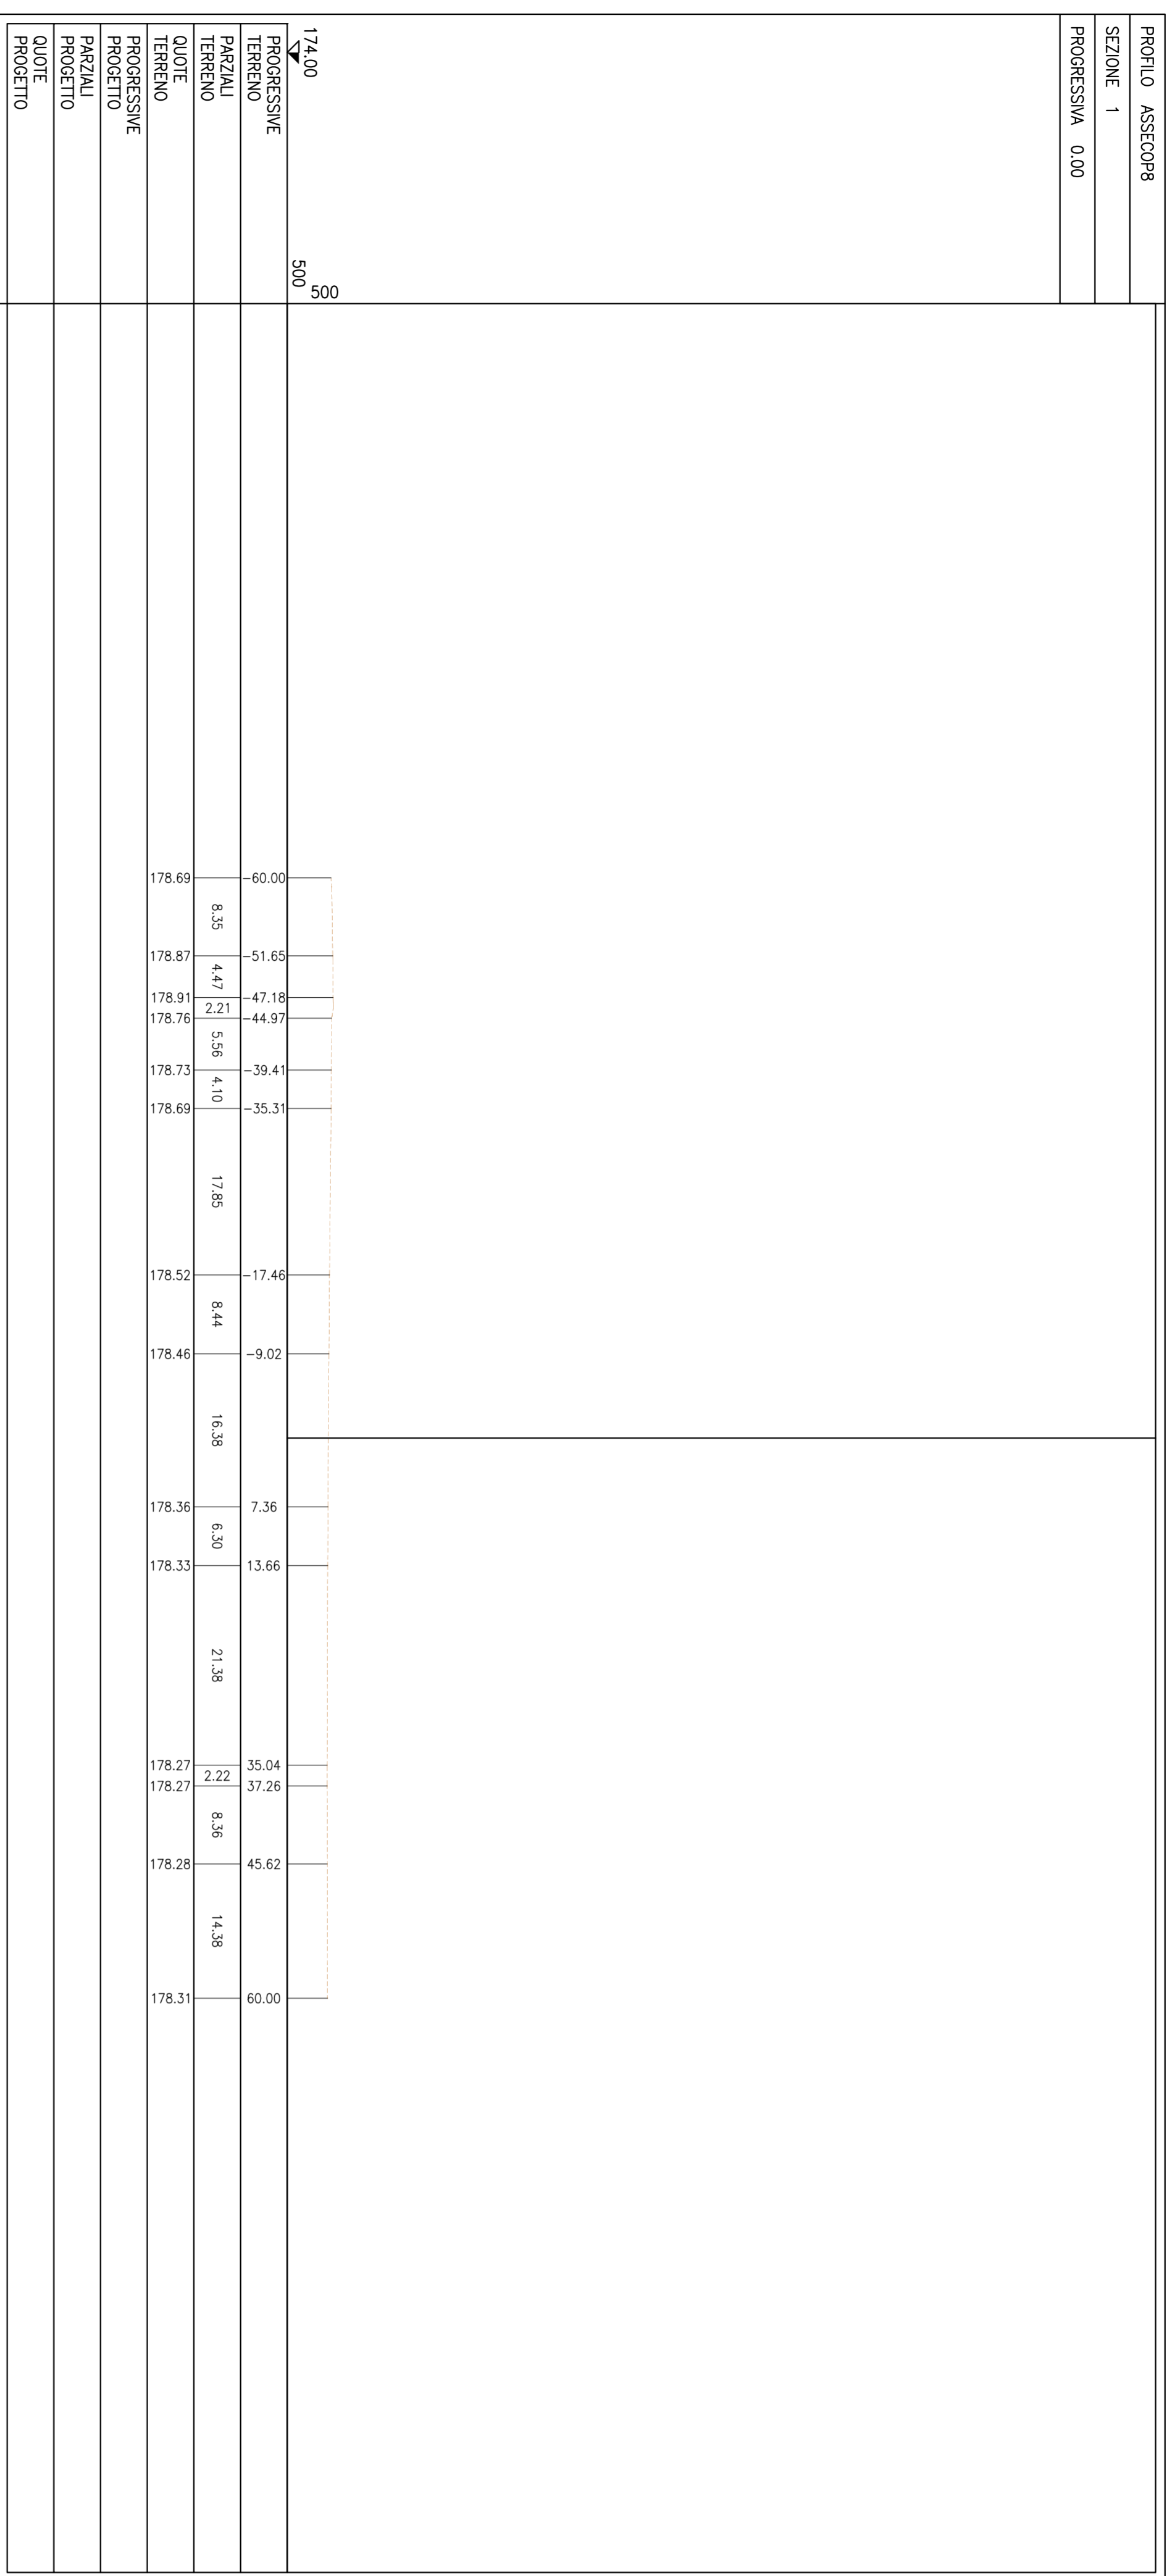 PROFILO ASSECOP8
SEZIONE 1
PROGRESSIVA 0.00
500
500
174.00
PROGRESSIVE
TERRENO
-60.00
-51.65
-47.18
-44.97
-39.41
-35.31
-17.46
-9.02
7.36
13.66
35.04
37.26
45.62
60.00
PARZIALI
TERRENO
8.35
4.47
2.21
5.56
4.10
17.85
8.44
16.38
6.30
21.38
2.22
8.36
14.38
QUOTE
TERRENO
178.69
178.87
178.91
178.76
178.73
178.69
178.52
178.46
178.36
178.33
178.27
178.27
178.28
178.31
PROGRESSIVE
PROGETTO
PARZIALI
PROGETTO
QUOTE
PROGETTO